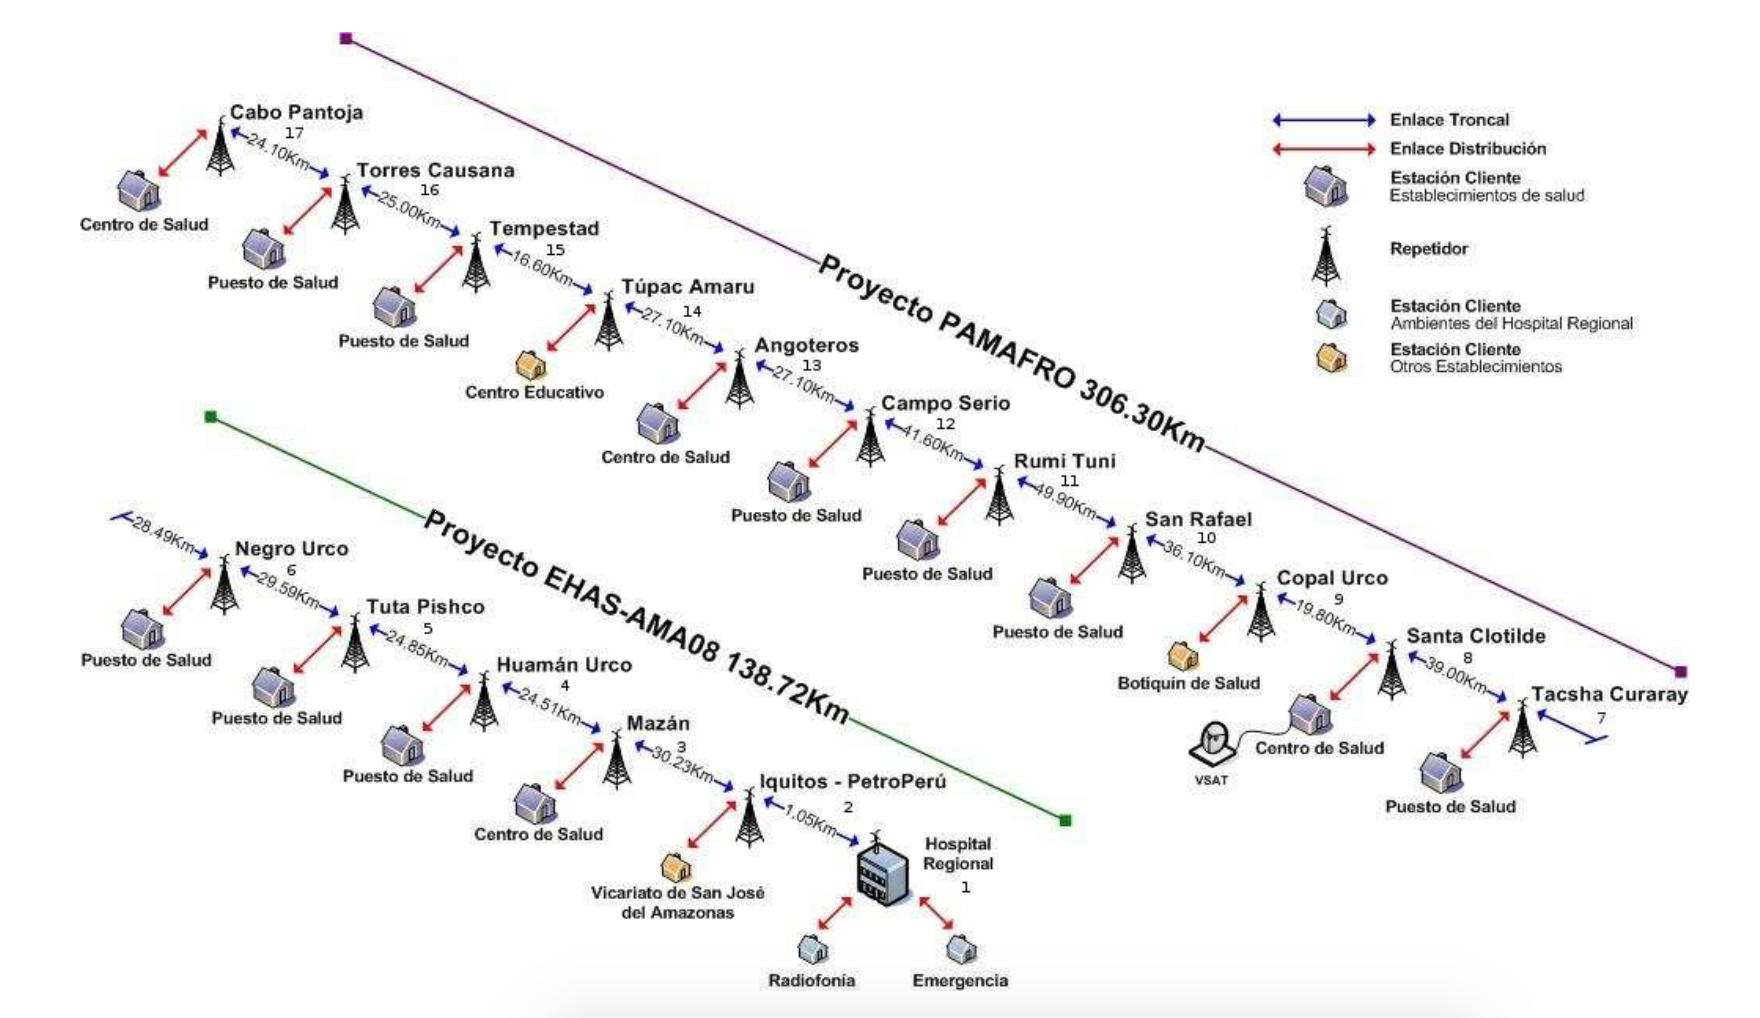 Cabo Pantoja
17
24.10Km
Centro de Salud
Torres Causana
16
25.00Km
Puesto de Salud
Tempestad
15
16.60Km
Puesto de Salud
Túpac Amaru
14
27.10Km
Centro Educativo
Angoteros
13
27.10Km
Centro de Salud
Campo Serio
12
41.60Km
Puesto de Salud
Rumi Tuni
11
49.90Km
Puesto de Salud
San Rafael
10
36.10Km
Puesto de Salud
Copal Urco
9
19.80Km
Botiquin de Salud
Santa Clotilde
8
39.00Km
Centro de Salud
VSAT
Tacsha Curaray
7
Puesto de Salud
Proyecto PAMAFRO 306.30Km
Enlace Troncal
Enlace Distribución
Estación Cliente
Establecimientos de salud
Repetidor
Estación Cliente
Ambientes del Hospital Regional
Estación Cliente
Otros Establecimientos
Proyecto EHAS-AMA08 138.72Km
28.49Km
Negro Urco
6
29.59Km
Puesto de Salud
Tuta Pishco
5
24.85Km
Puesto de Salud
Huamán Urco
4
24.51Km
Puesto de Salud
Mazán
3
30.23Km
Centro de Salud
Iquitos - PetroPerú
2
1.05Km
Vicariato de San José
del Amazonas
Hospital
Regional
1
Radiofonía
Emergencia